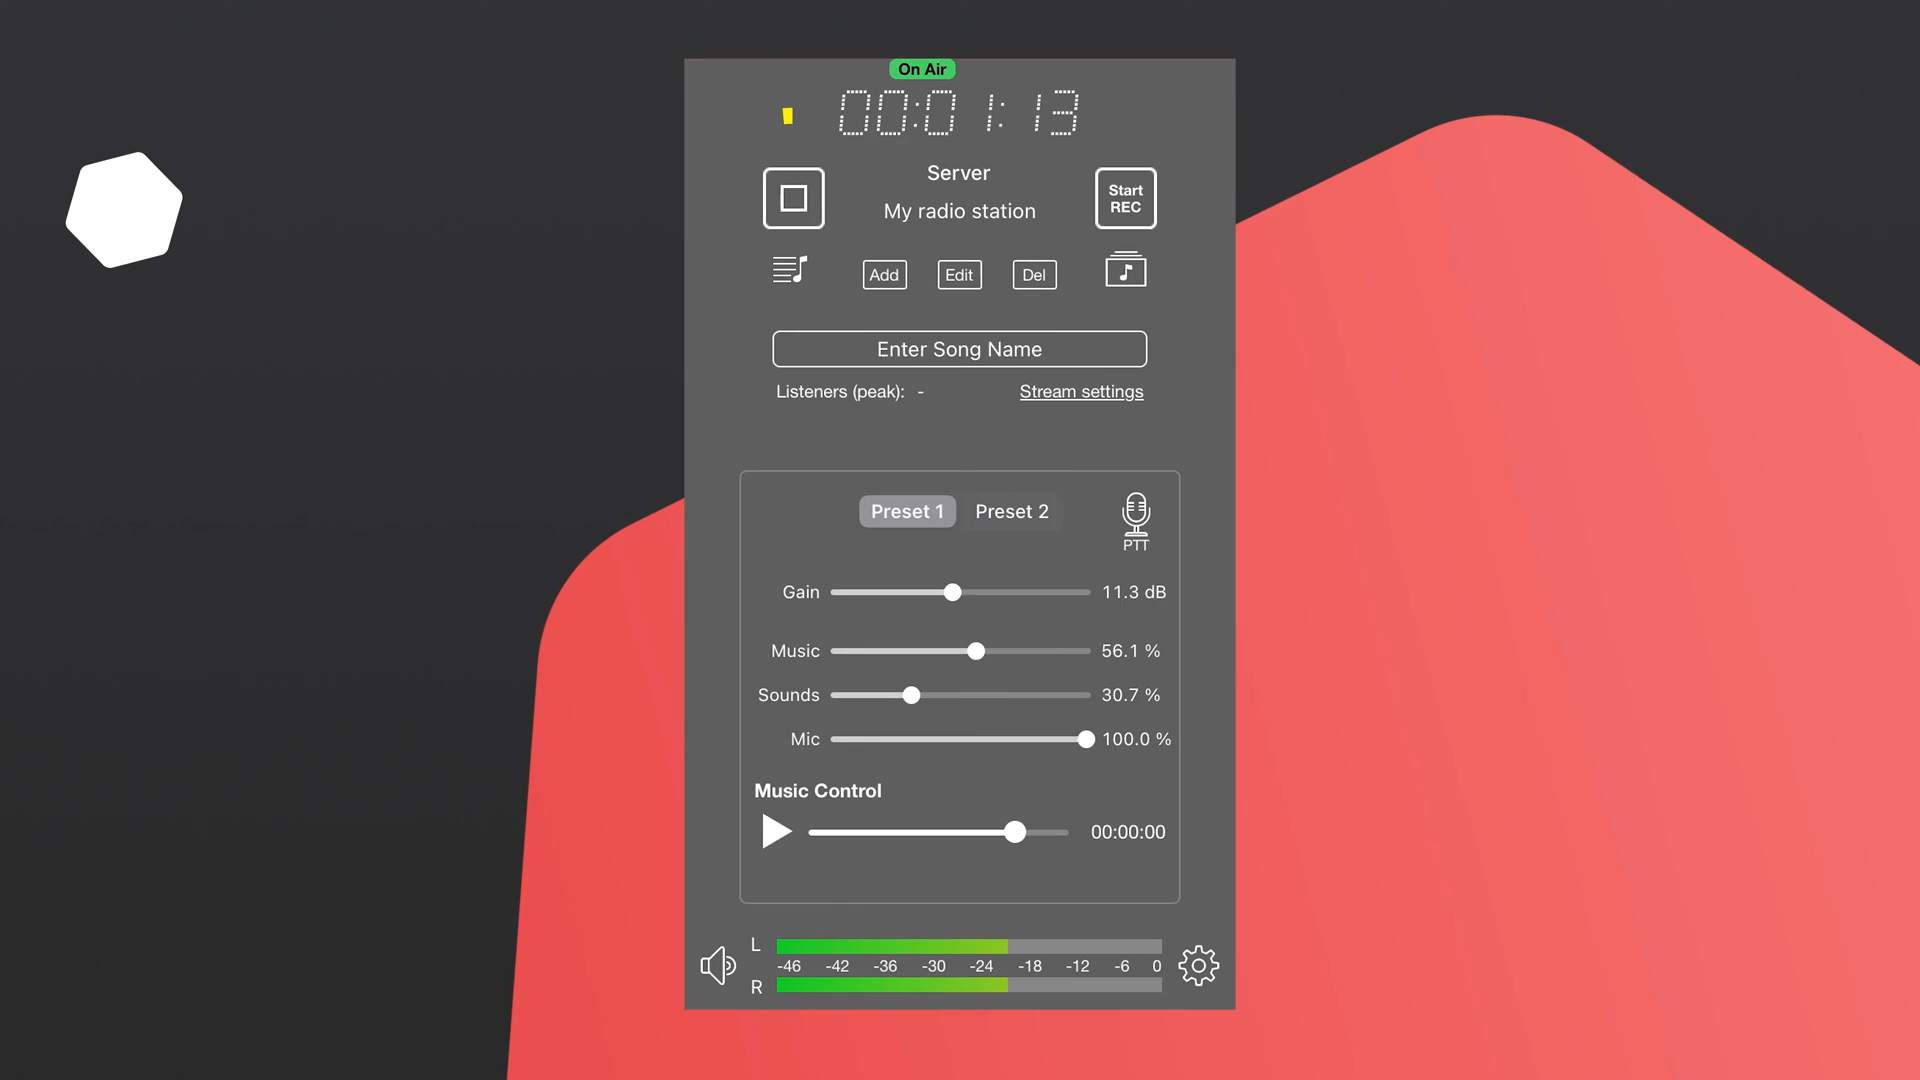 On Air
00:01:13
Server
Start
REC
My radio station
Add Edit Del
Enter Song Name
Listeners (peak): - Stream settings
Preset 1 Preset 2
PTT
Gain 11.3 dB
Music 56.1 %
Sounds 30.7 %
Mic 100.0 %
Music Control
00:00:00
L
-46 -42 -36 -30 -24 -18 -12 -6 0
R